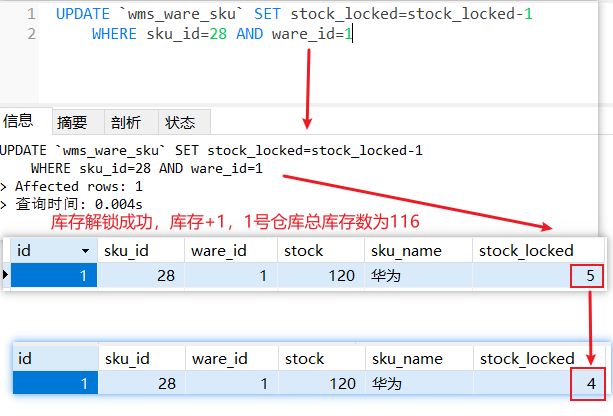 1 UPDATE `wms_ware_sku` SET stock_locked=stock_locked-1
2 WHERE sku_id=28 AND ware_id=1
信息 摘要 剖析 状态
UPDATE `wms_ware_sku` SET stock_locked=stock_locked-1
WHERE sku_id=28 AND ware_id=1
> Affected rows: 1
> 查询时间: 0.004s
库存解锁成功，库存+1，1号仓库总库存数为116
id sku_id ware_id stock sku_name stock_locked
1 28 1 120 华为 5
id sku_id ware_id stock sku_name stock_locked
1 28 1 120 华为 4